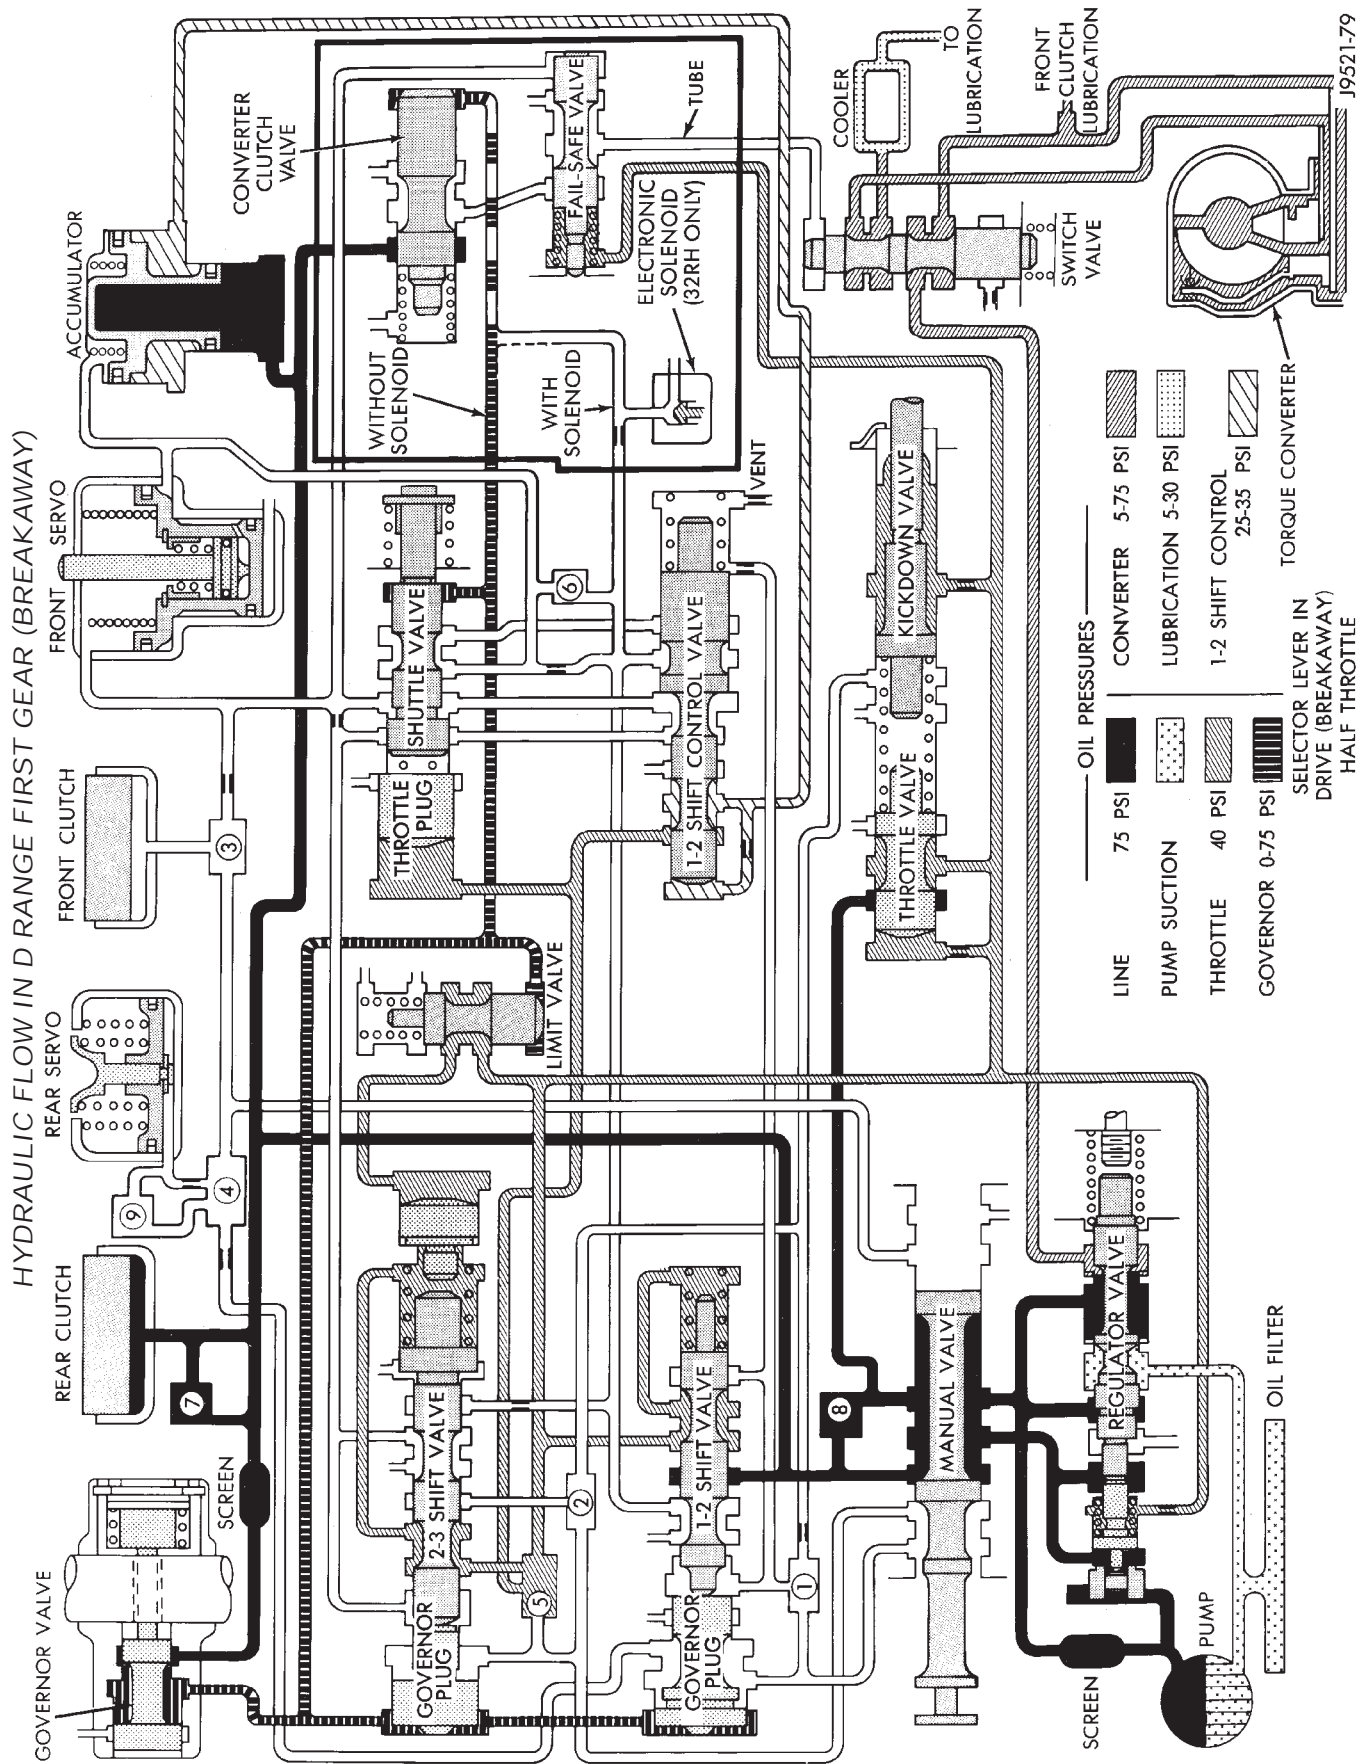 HYDRAULIC FLOW IN D RANGE FIRST GEAR (BREAKAWAY)
GOVERNOR VALVE
SCREEN
REAR CLUTCH
7
9
4
REAR SERVO
FRONT CLUTCH
3
FRONT SERVO
ACCUMULATOR
CONVERTER
CLUTCH
VALVE
GOVERNOR
PLUG
2-3 SHIFT VALVE
LIMIT VALVE
THROTTLE
PLUG
SHUTTLE VALVE
WITHOUT
SOLENOID
WITH
SOLENOID
FAIL-SAFE VALVE
ELECTRONIC
SOLENOID
(32RH ONLY)
TUBE
5
2
6
GOVERNOR
PLUG
1-2 SHIFT VALVE
1-2 SHIFT CONTROL VALVE
VENT
1
8
MANUAL VALVE
THROTTLE VALVE
KICKDOWN VALVE
SWITCH
VALVE
COOLER
TO
LUBRICATION
FRONT
CLUTCH
LUBRICATION
SCREEN
PUMP
REGULATOR VALVE
OIL FILTER
OIL PRESSURES
LINE 75 PSI
PUMP SUCTION
THROTTLE 40 PSI
GOVERNOR 0-75 PSI
CONVERTER 5-75 PSI
LUBRICATION 5-30 PSI
1-2 SHIFT CONTROL
25-35 PSI
SELECTOR LEVER IN
DRIVE (BREAKAWAY)
HALF THROTTLE
TORQUE CONVERTER
J9521-79